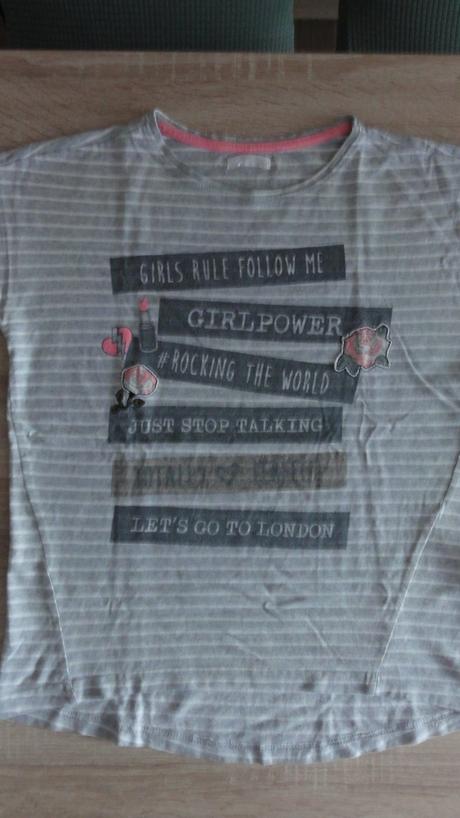 GIRLS RULE FOLLOW ME
GIRLPOWER
#ROCKING THE WORLD
JUST STOP TALKING
LET'S GO TO LONDON